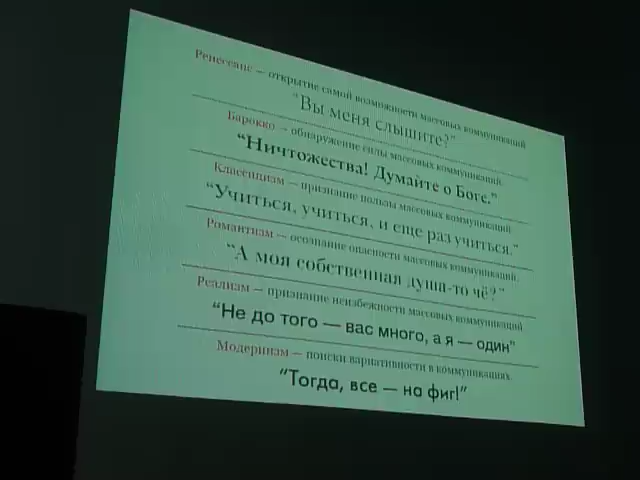 Ренессанс — открытие самой возможности массовых коммуникаций
"Вы меня слышите?"
Барокко — обнаружение силы массовых коммуникаций.
"Ничтожества! Думайте о Боге."
Классицизм — признание пользы массовых коммуникаций
"Учиться, учиться, и еще раз учиться."
Романтизм — осознание опасности массовых коммуникаций.
"А моя собственная душа-то чё?"
Реализм — признание неизбежности массовых коммуникаций
"Не до того — вас много, а я — один"
Модернизм — поиски вариативности в коммуникациях.
"Тогда, все — на фиг!"